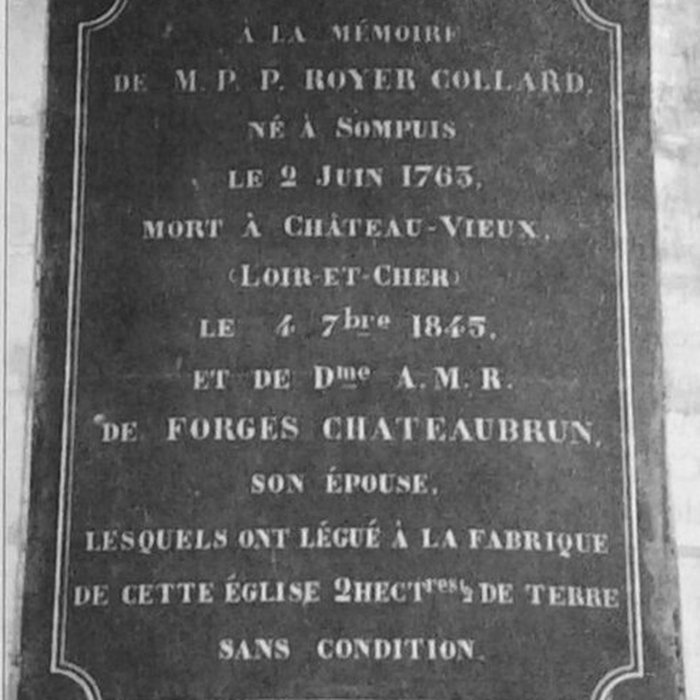 À LA MÉMOIRE
DE M. P. P. ROYER COLLARD,
NÉ À SOMPUIS
LE 2 JUIN 1763,
MORT À CHÂTEAU-VIEUX,
(LOIR-ET-CHER)
LE 4 7bre 1845,
ET DE Dme A. M. R.
DE FORGES CHATEAUBRUN,
SON ÉPOUSE,
LESQUELS ONT LÉGUÉ À LA FABRIQUE
DE CETTE ÉGLISE 2HECTres ½ DE TERRE
SANS CONDITION.